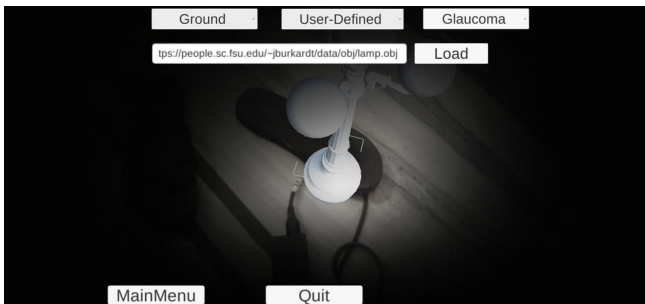 Ground User-Defined Glaucoma
tps://people.sc.fsu.edu/~jburkardt/data/obj/lamp.obj Load
MainMenu Quit